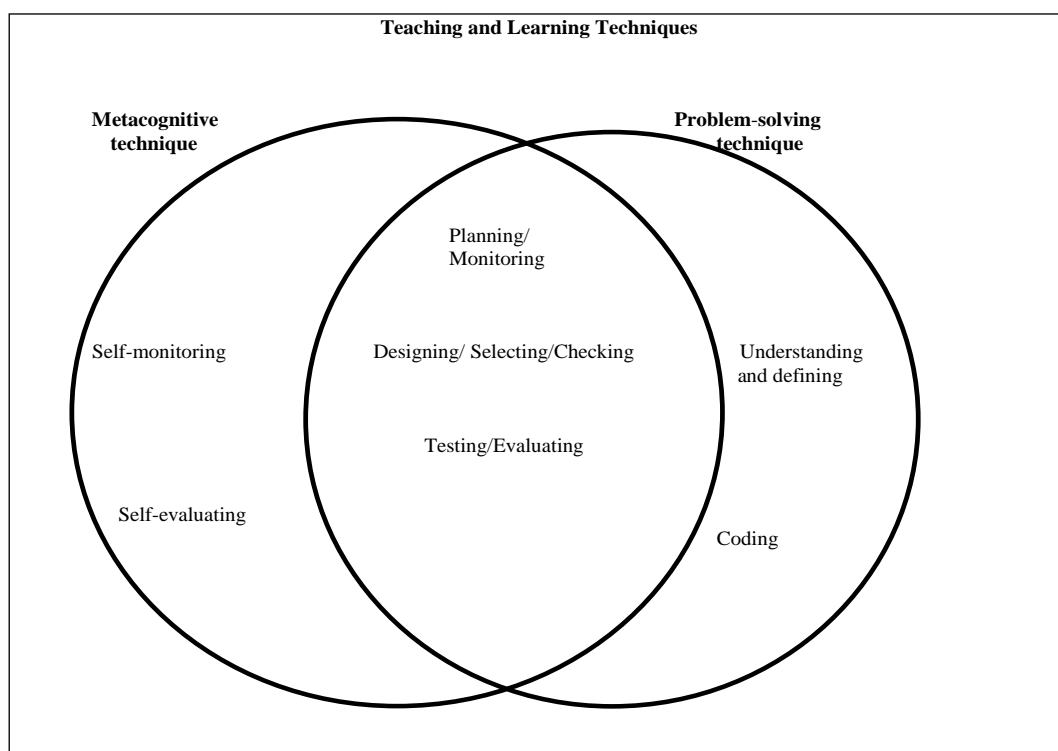 Teaching and Learning Techniques
Metacognitive
technique
Problem-solving
technique
Planning/
Monitoring
Self-monitoring
Designing/ Selecting/Checking
Understanding
and defining
Testing/Evaluating
Self-evaluating
Coding